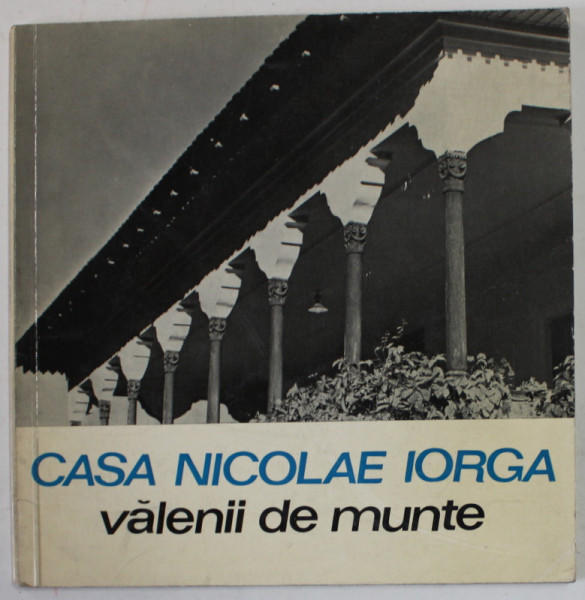 CASA NICOLAE IORGA
vălenii de munte